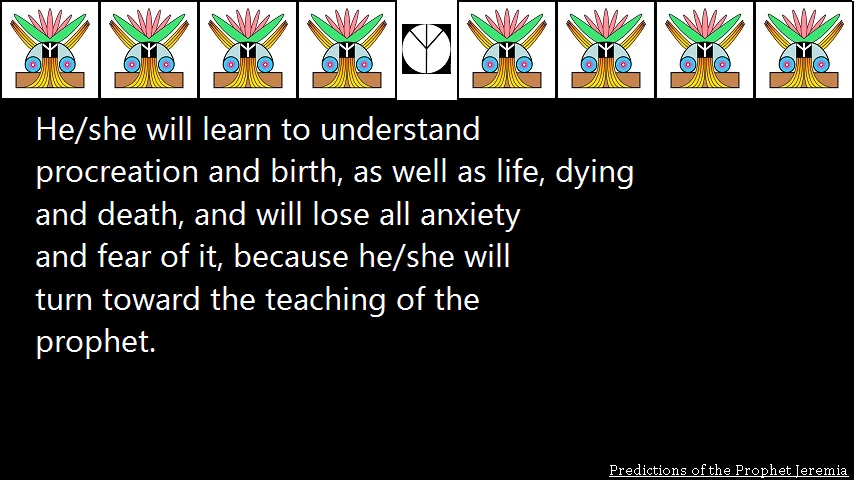 He/she will learn to understand
procreation and birth, as well as life, dying
and death, and will lose all anxiety
and fear of it, because he/she will
turn toward the teaching of the
prophet.
Predictions of the Prophet Jeremia